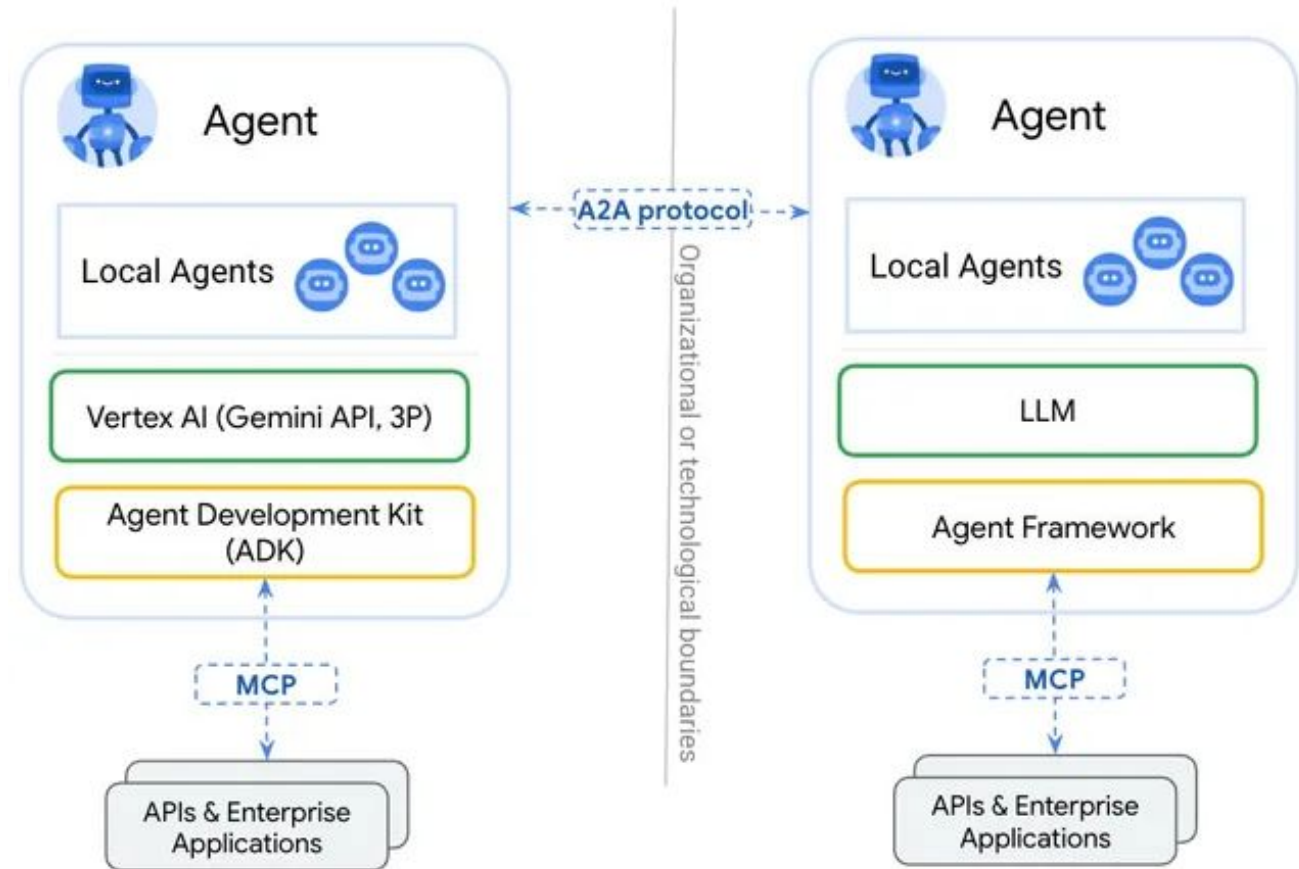 Agent
Local Agents
Vertex AI (Gemini API, 3P)
Agent Development Kit
(ADK)
MCP
APIs & Enterprise
Applications
A2A protocol
Organizational or technological boundaries
Agent
Local Agents
LLM
Agent Framework
MCP
APIs & Enterprise
Applications